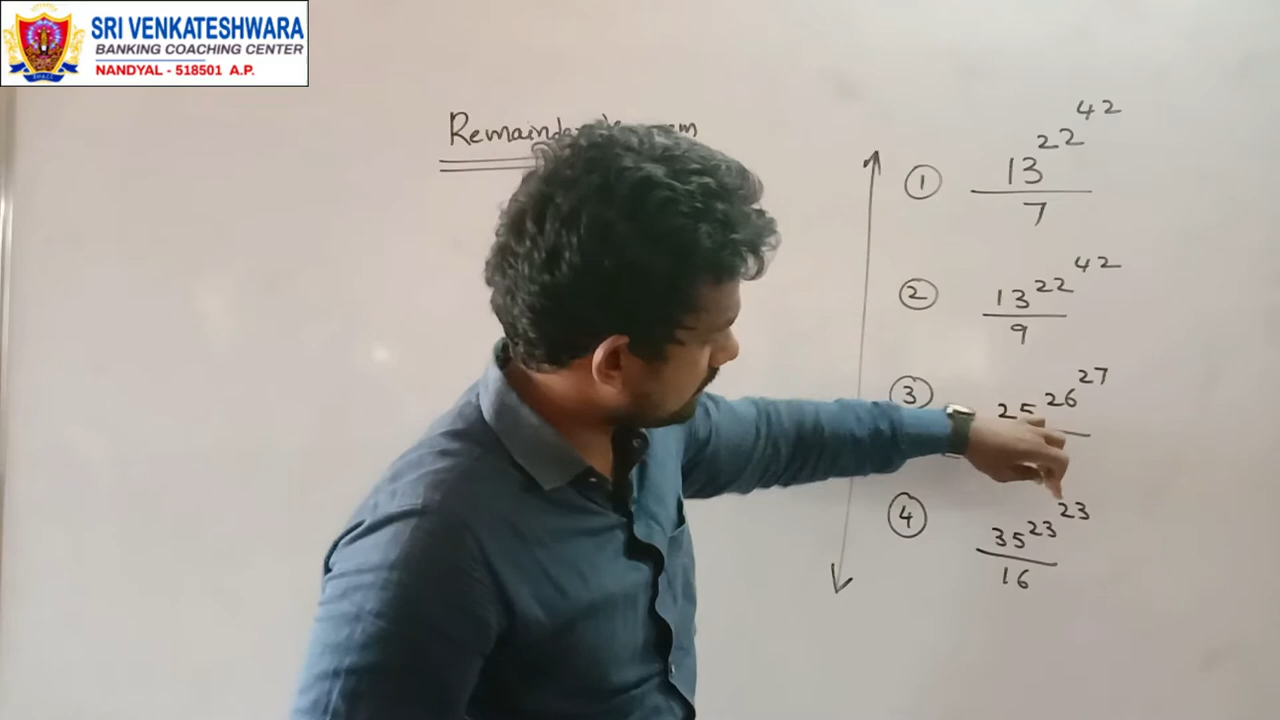 SRI VENKATESHWARA
BANKING COACHING CENTER
NANDYAL - 518501 A.P.
① 13^22^42
7
② 13^22^42
9
③ 25^26^27
④ 35^23^23
16